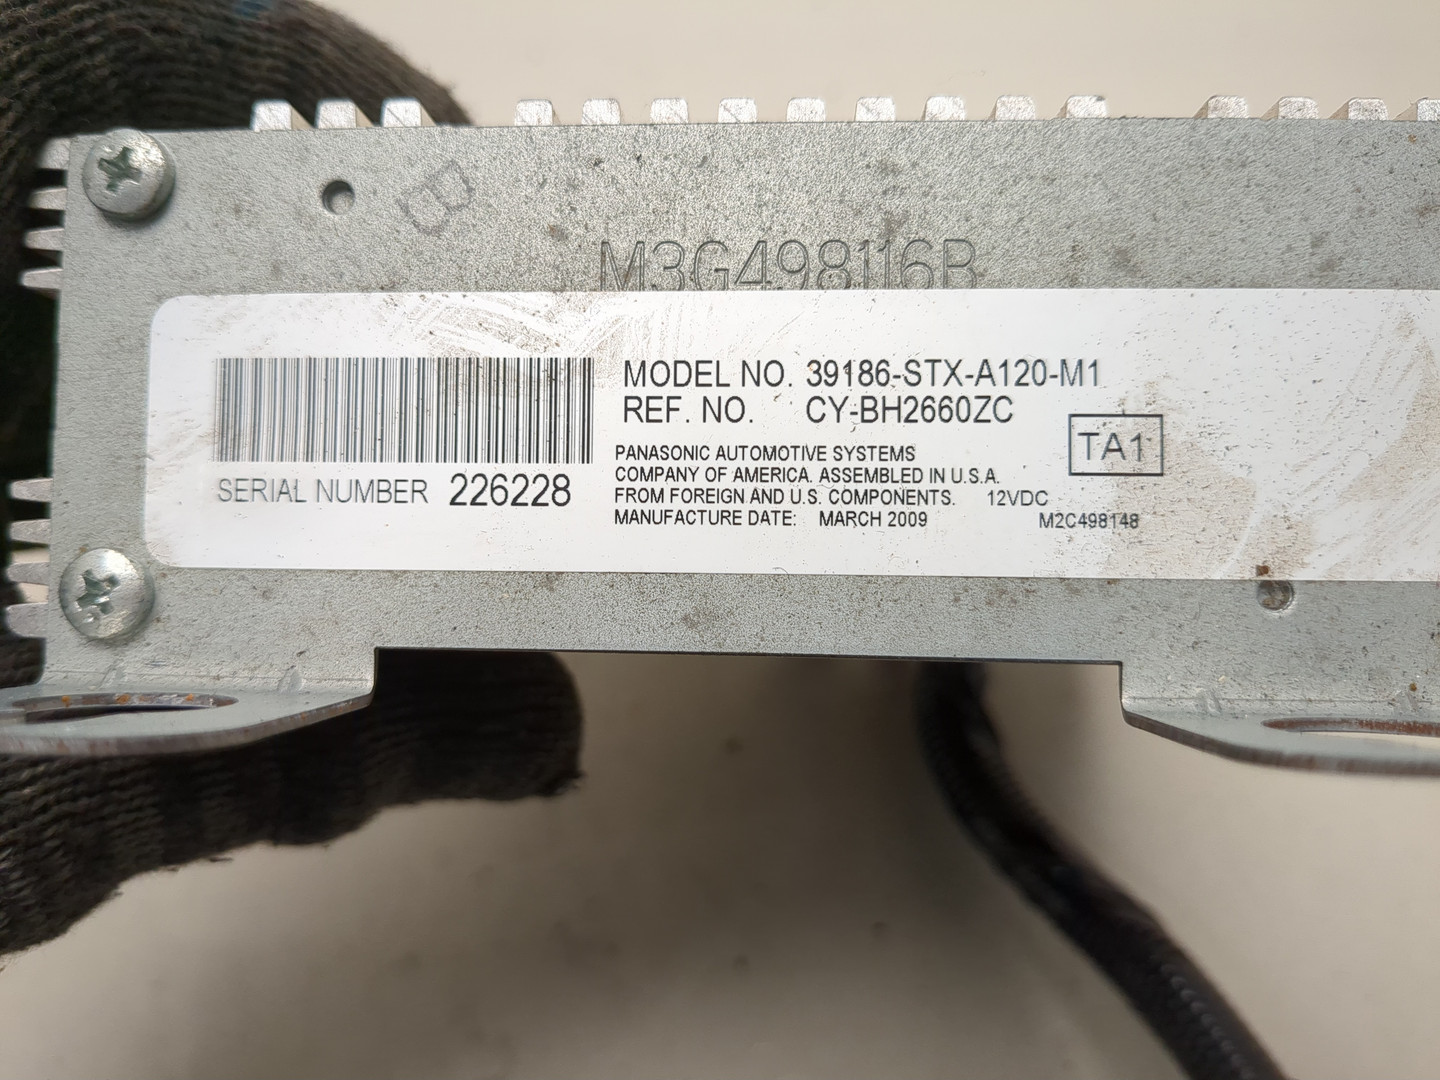 B
M3G498116B
MODEL NO. 39186-STX-A120-M1
REF. NO. CY-BH2660ZC
TA1
PANASONIC AUTOMOTIVE SYSTEMS
COMPANY OF AMERICA. ASSEMBLED IN U.S.A.
FROM FOREIGN AND U.S. COMPONENTS. 12VDC
MANUFACTURE DATE: MARCH 2009 M2C498148
SERIAL NUMBER 226228